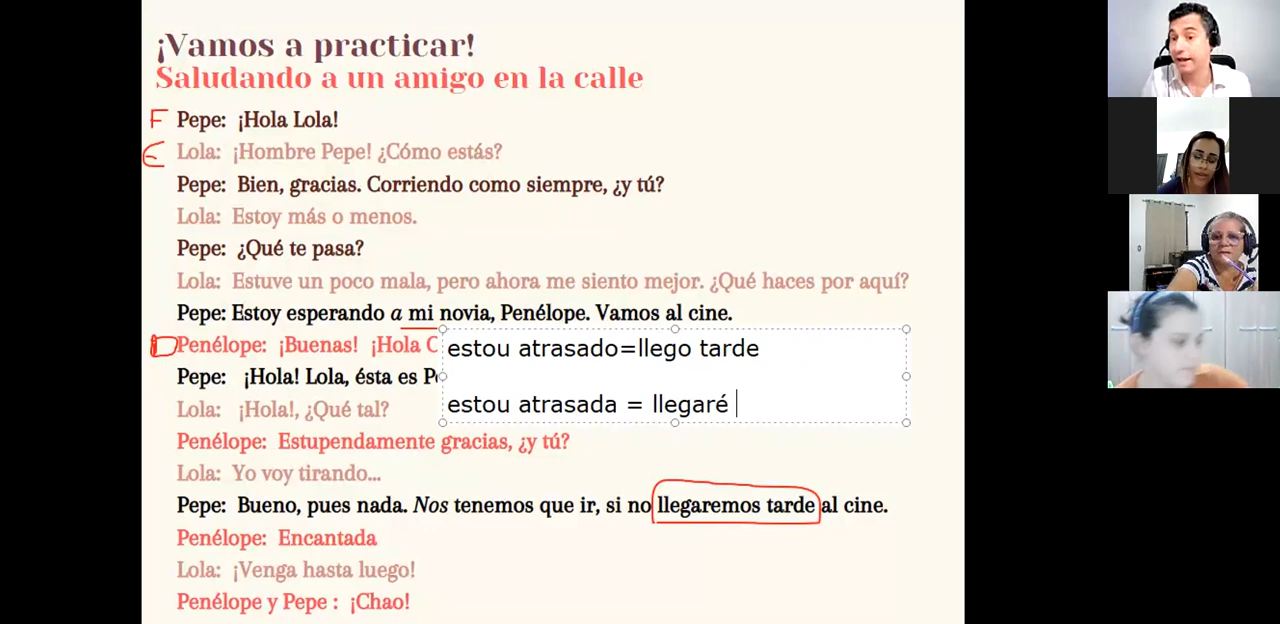 ¡Vamos a practicar!
Saludando a un amigo en la calle
F Pepe: ¡Hola Lola!
E Lola: ¡Hombre Pepe! ¿Cómo estás?
Pepe: Bien, gracias. Corriendo como siempre, ¿y tú?
Lola: Estoy más o menos.
Pepe: ¿Qué te pasa?
Lola: Estuve un poco mala, pero ahora me siento mejor. ¿Qué haces por aquí?
Pepe: Estoy esperando a mi novia, Penélope. Vamos al cine.
D Penélope: ¡Buenas! ¡Hola
estou atrasado=llego tarde
Pepe: ¡Hola! Lola, ésta es
estou atrasada = llegaré
Lola: ¡Hola!, ¿Qué tal?
Penélope: Estupendamente gracias, ¿y tú?
Lola: Yo voy tirando...
Pepe: Bueno, pues nada. Nos tenemos que ir, si no llegaremos tarde al cine.
Penélope: Encantada
Lola: ¡Venga hasta luego!
Penélope y Pepe : ¡Chao!